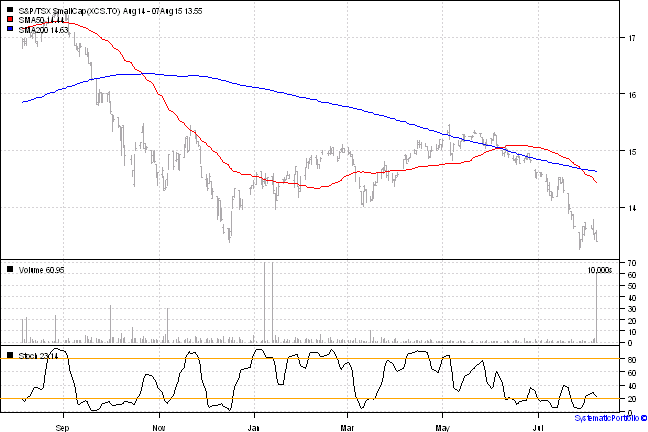 S&P/TSX SmallCap(XCS.TO) Aug14 - 07Aug15 13.55
SMA50 14.44
SMA200 14.63
17
16
15
14
Volume 60.95
10,000s
70
60
50
40
30
20
10
0
Stoch 23.14
80
60
40
20
0
Sep
Nov
Jan
Mar
May
Jul
SystematicPortfolio ©